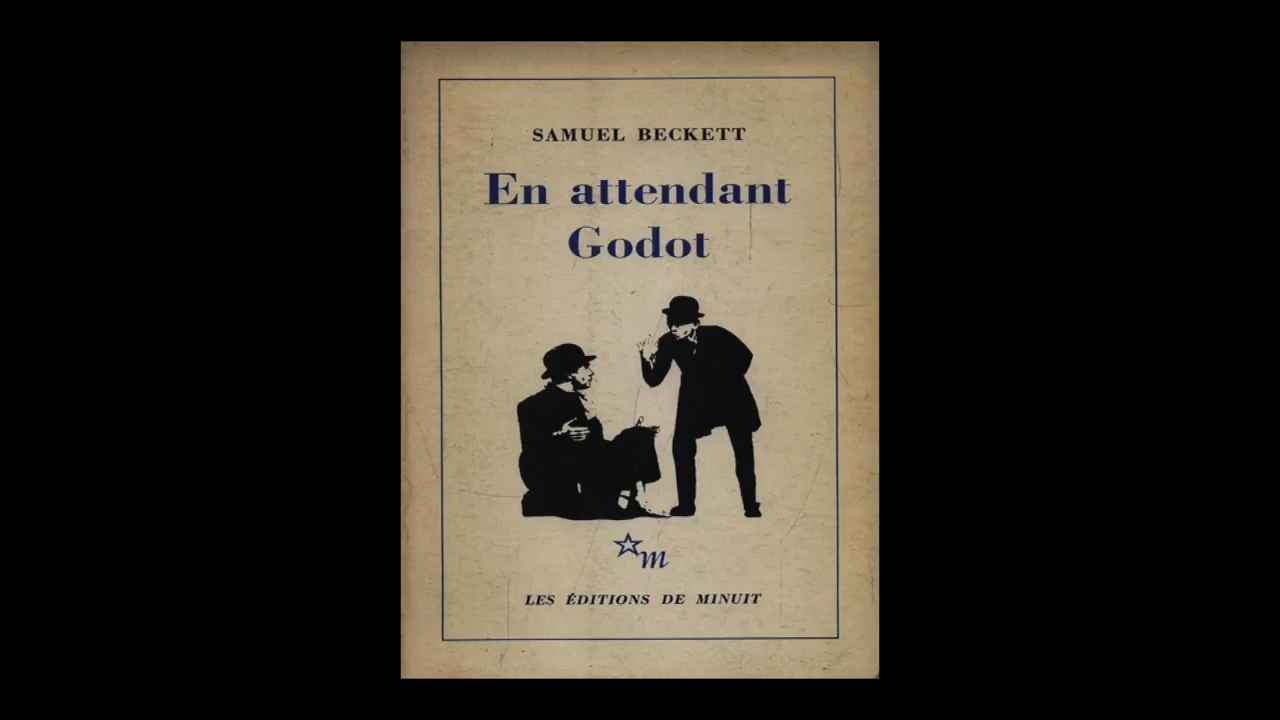 SAMUEL BECKETT
En attendant
Godot
m
LES ÉDITIONS DE MINUIT